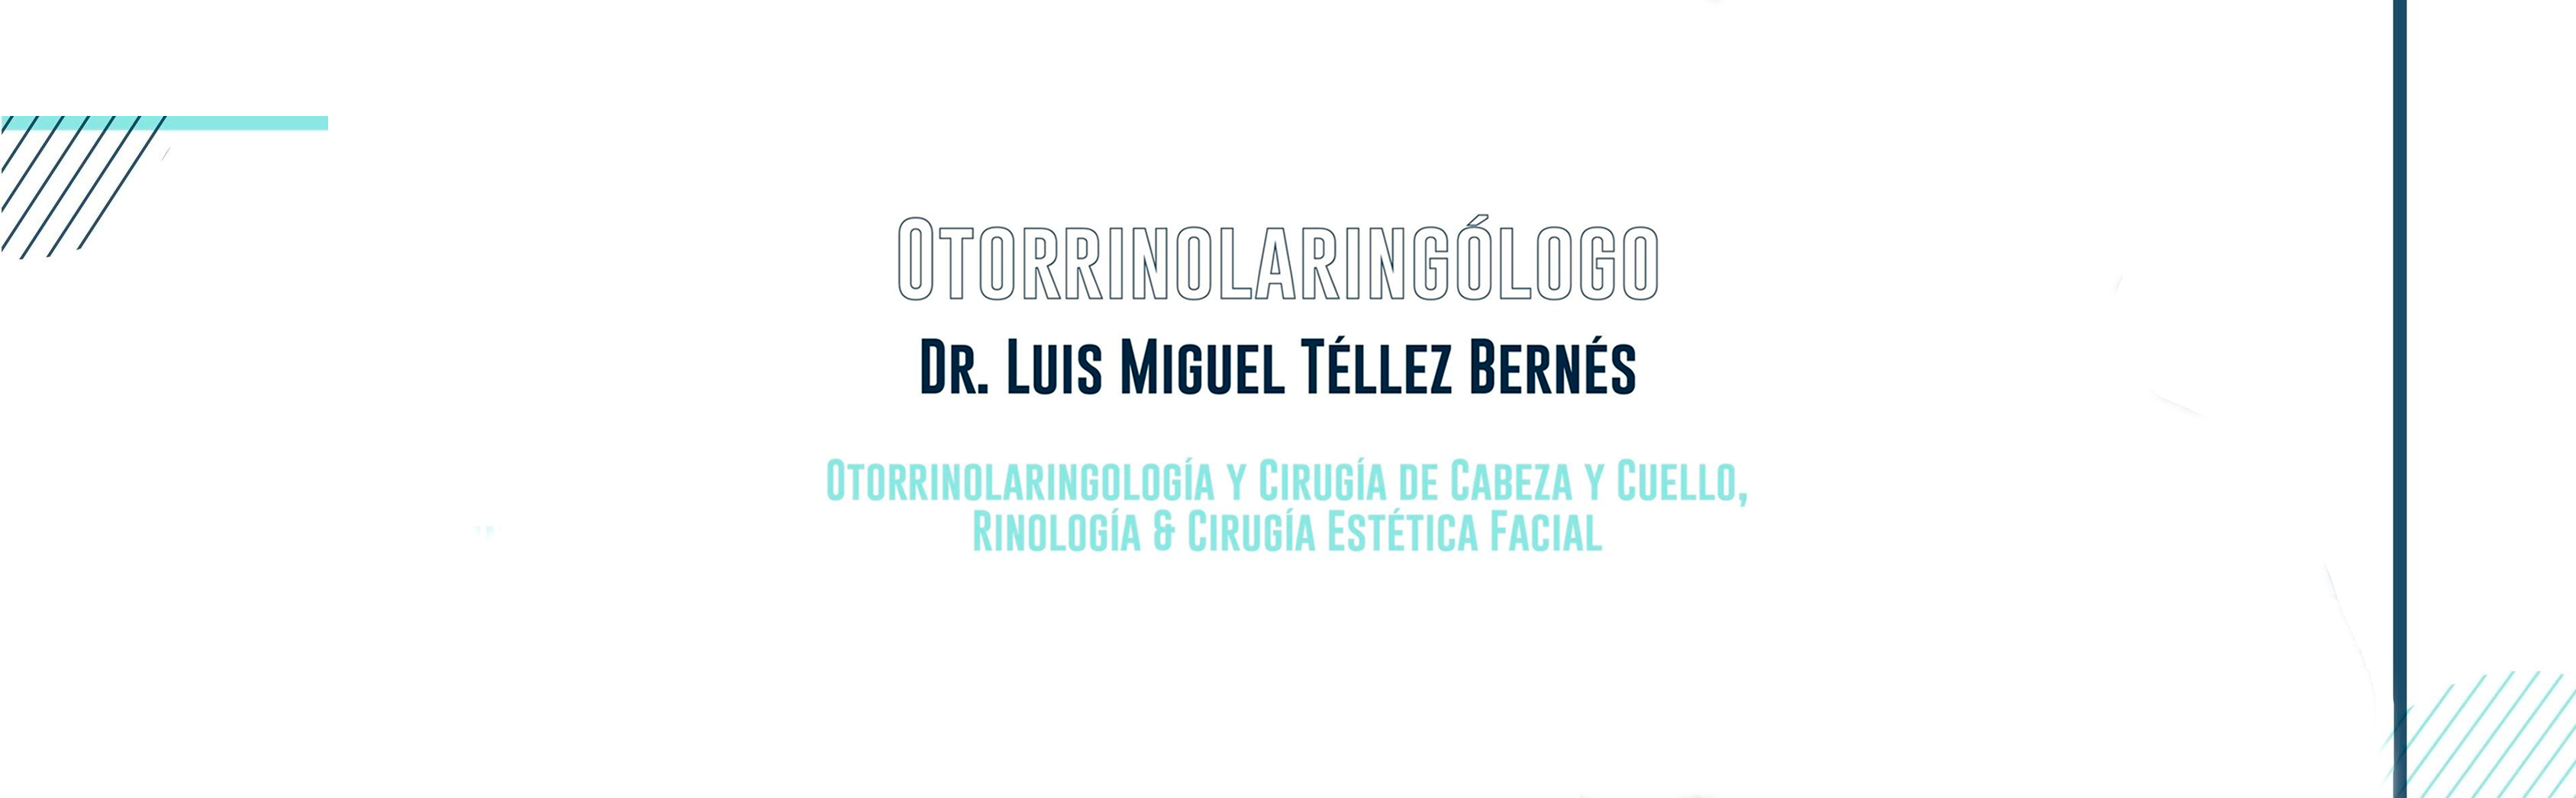 Otorrinolaringólogo
Dr. Luis Miguel Téllez Bernés
Otorrinolaringología y Cirugía de Cabeza y Cuello,
Rinología & Cirugía Estética Facial